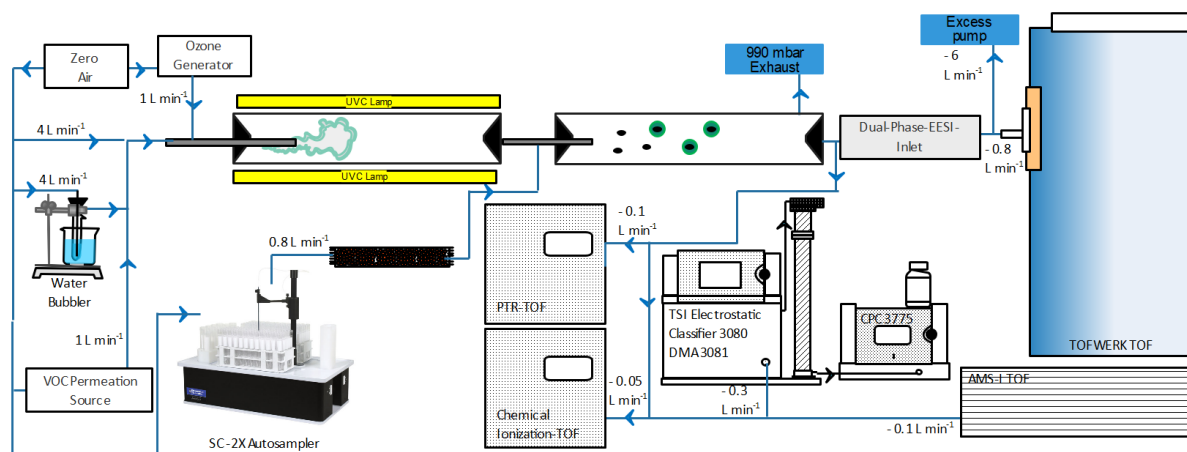 Zero
Air
Ozone
Generator
1 L min⁻¹
4 L min⁻¹
4 L min⁻¹
Water
Bubbler
1 L min⁻¹
VOC Permeation
Source
UVC Lamp
UVC Lamp
0.8 L min⁻¹
SC-2X Autosampler
990 mbar
Exhaust
Excess
pump
- 6
L min⁻¹
Dual-Phase-EESI-
Inlet
- 0.8
L min⁻¹
- 0.1
L min⁻¹
PTR-TOF
TSI Electrostatic
Classifier 3080
DMA3081
CPC 3775
TOFWERK TOF
Chemical
Ionization-TOF
- 0.05
L min⁻¹
-0.3
L min⁻¹
AMS-LTOF
- 0.1 L min⁻¹